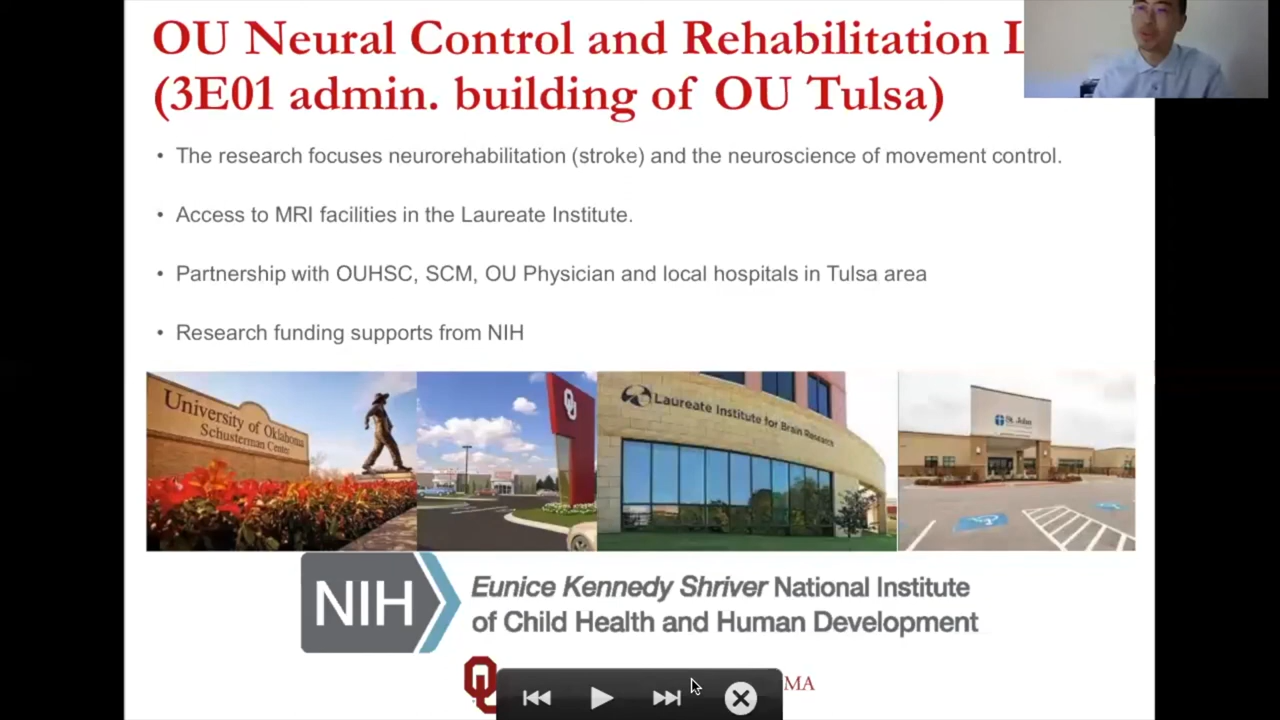 OU Neural Control and Rehabilitation L
(3E01 admin. building of OU Tulsa)
• The research focuses neurorehabilitation (stroke) and the neuroscience of movement control.
• Access to MRI facilities in the Laureate Institute.
• Partnership with OUHSC, SCM, OU Physician and local hospitals in Tulsa area
• Research funding supports from NIH
University of Oklahoma
Schusterman Center
Laureate Institute for Brain Research
St. John
NIH
Eunice Kennedy Shriver National Institute
of Child Health and Human Development
MA